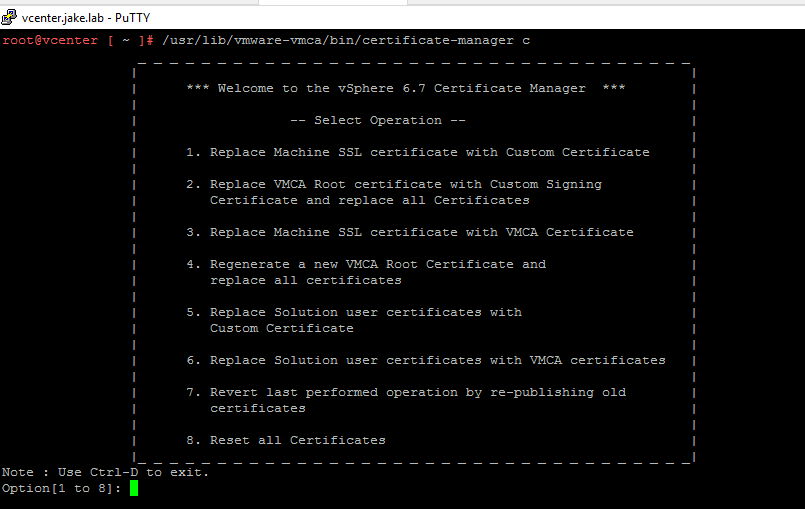 vcenter.jake.lab - PuTTY
root@vcenter [ ~ ]# /usr/lib/vmware-vmca/bin/certificate-manager c
*** Welcome to the vSphere 6.7 Certificate Manager ***
-- Select Operation --
1. Replace Machine SSL certificate with Custom Certificate
2. Replace VMCA Root certificate with Custom Signing
Certificate and replace all Certificates
3. Replace Machine SSL certificate with VMCA Certificate
4. Regenerate a new VMCA Root Certificate and
replace all certificates
5. Replace Solution user certificates with
Custom Certificate
6. Replace Solution user certificates with VMCA certificates
7. Revert last performed operation by re-publishing old
certificates
8. Reset all Certificates
Note : Use Ctrl-D to exit.
Option[1 to 8]: